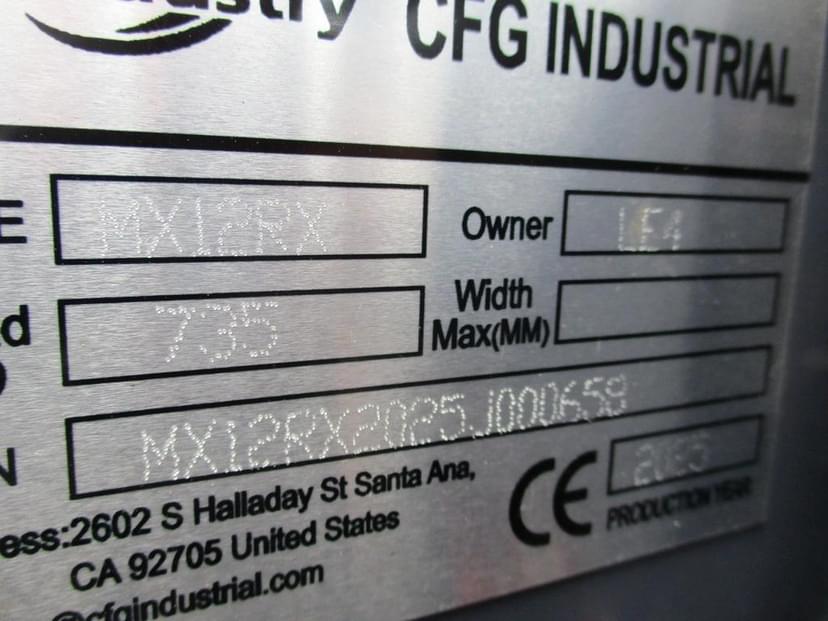 CFG INDUSTRIAL
E MX12RX Owner
735 Width Max(MM)
N MX12RX2025J000659
ess:2602 S Halladay St Santa Ana,
CA 92705 United States
@cfgindustrial.com
CE 2025
PRODUCTION YEAR